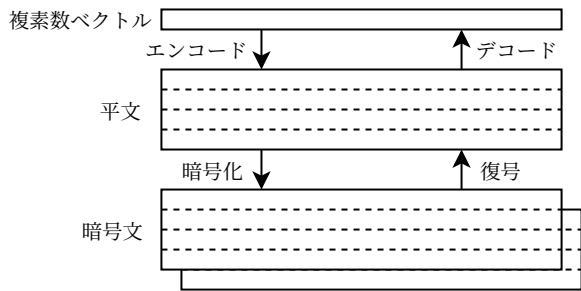 複素数ベクトル
エンコード
デコード
平文
暗号化
復号
暗号文